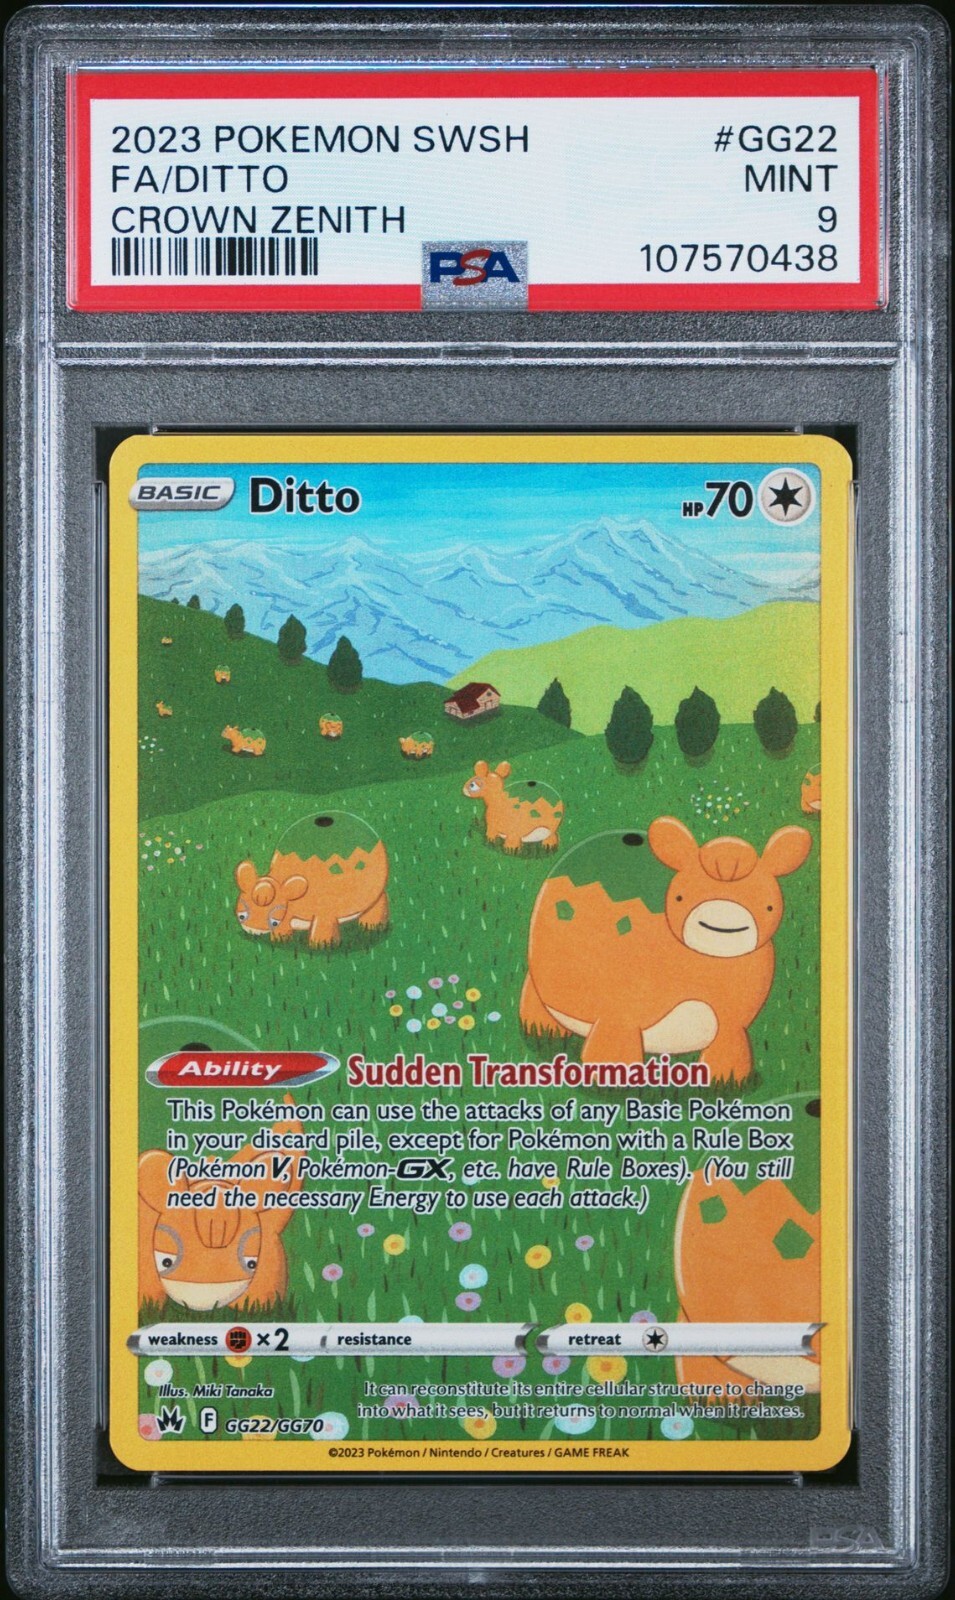 2023 POKEMON SWSH #GG22
FA/DITTO MINT
CROWN ZENITH 9
PSA 107570438
BASIC Ditto HP70
Ability Sudden Transformation
This Pokémon can use the attacks of any Basic Pokémon
in your discard pile, except for Pokémon with a Rule Box
(Pokémon V, Pokémon-GX, etc. have Rule Boxes). (You still
need the necessary Energy to use each attack.)
weakness ×2 resistance retreat
Illus. Miki Tanaka
It can reconstitute its entire cellular structure to change
into what it sees, but it returns to normal when it relaxes.
F GG22/GG70
©2023 Pokémon / Nintendo / Creatures / GAME FREAK
PSA